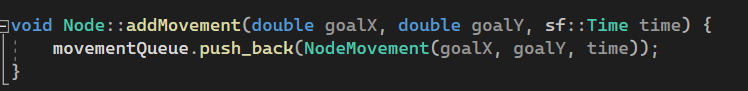 void Node::addMovement(double goalX, double goalY, sf::Time time) {
    movementQueue.push_back(NodeMovement(goalX, goalY, time));
}